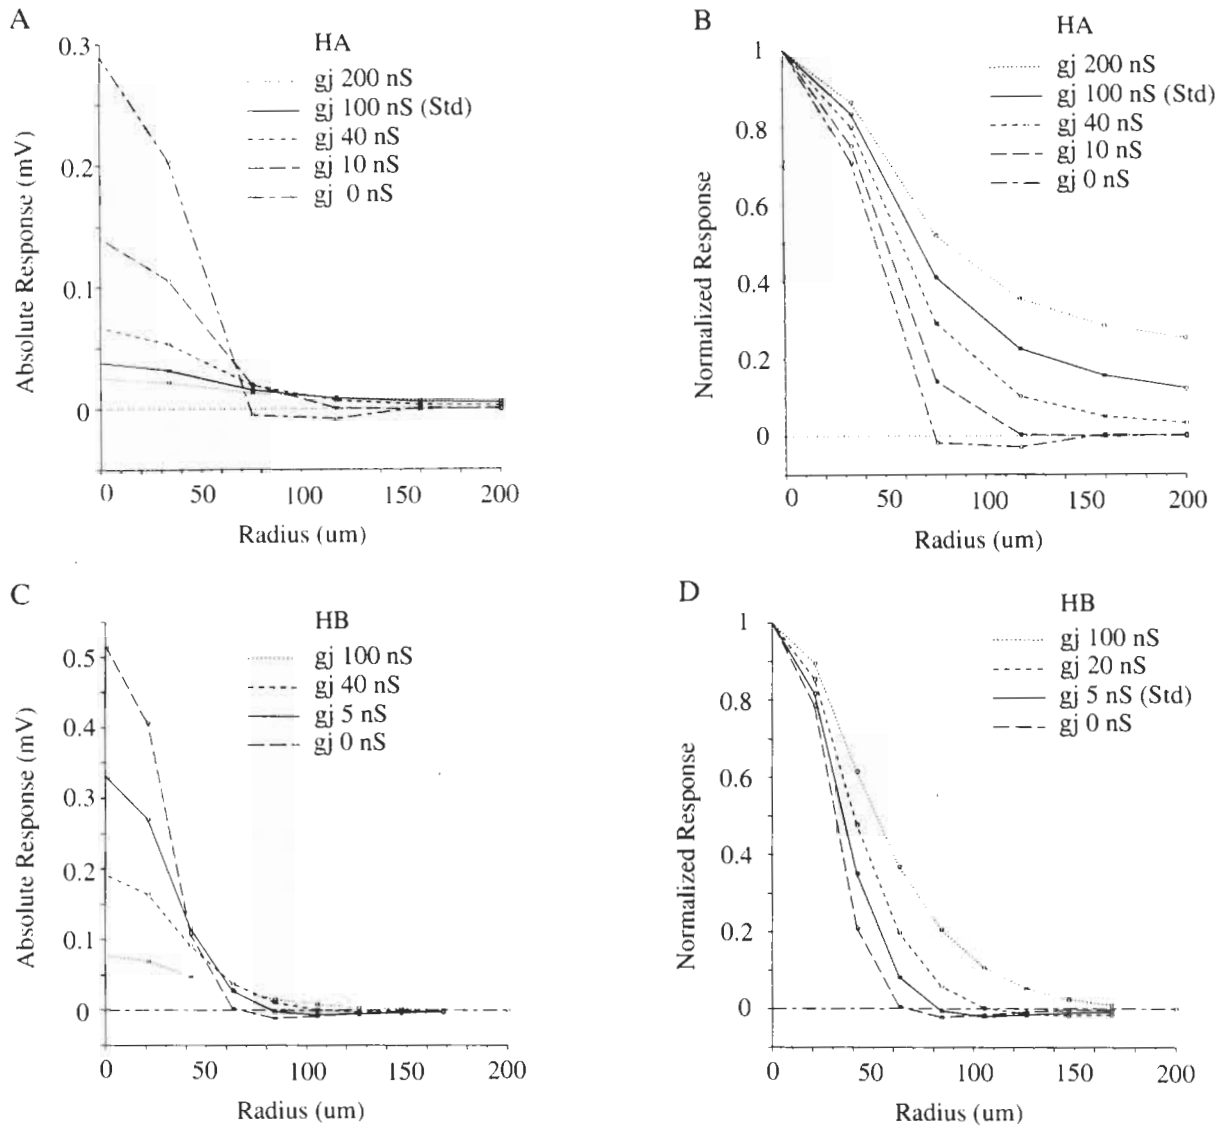 A
HA
gj 200 nS
gj 100 nS (Std)
gj 40 nS
gj 10 nS
gj 0 nS
0.3
0.2
0.1
0
Absolute Response (mV)
0 50 100 150 200
Radius (um)
B
HA
gj 200 nS
gj 100 nS (Std)
gj 40 nS
gj 10 nS
gj 0 nS
1
0.8
0.6
0.4
0.2
0
Normalized Response
0 50 100 150 200
Radius (um)
C
HB
gj 100 nS
gj 40 nS
gj 5 nS
gj 0 nS
0.5
0.4
0.3
0.2
0.1
0
Absolute Response (mV)
0 50 100 150 200
Radius (um)
D
HB
gj 100 nS
gj 20 nS
gj 5 nS (Std)
gj 0 nS
1
0.8
0.6
0.4
0.2
0
Normalized Response
0 50 100 150 200
Radius (um)